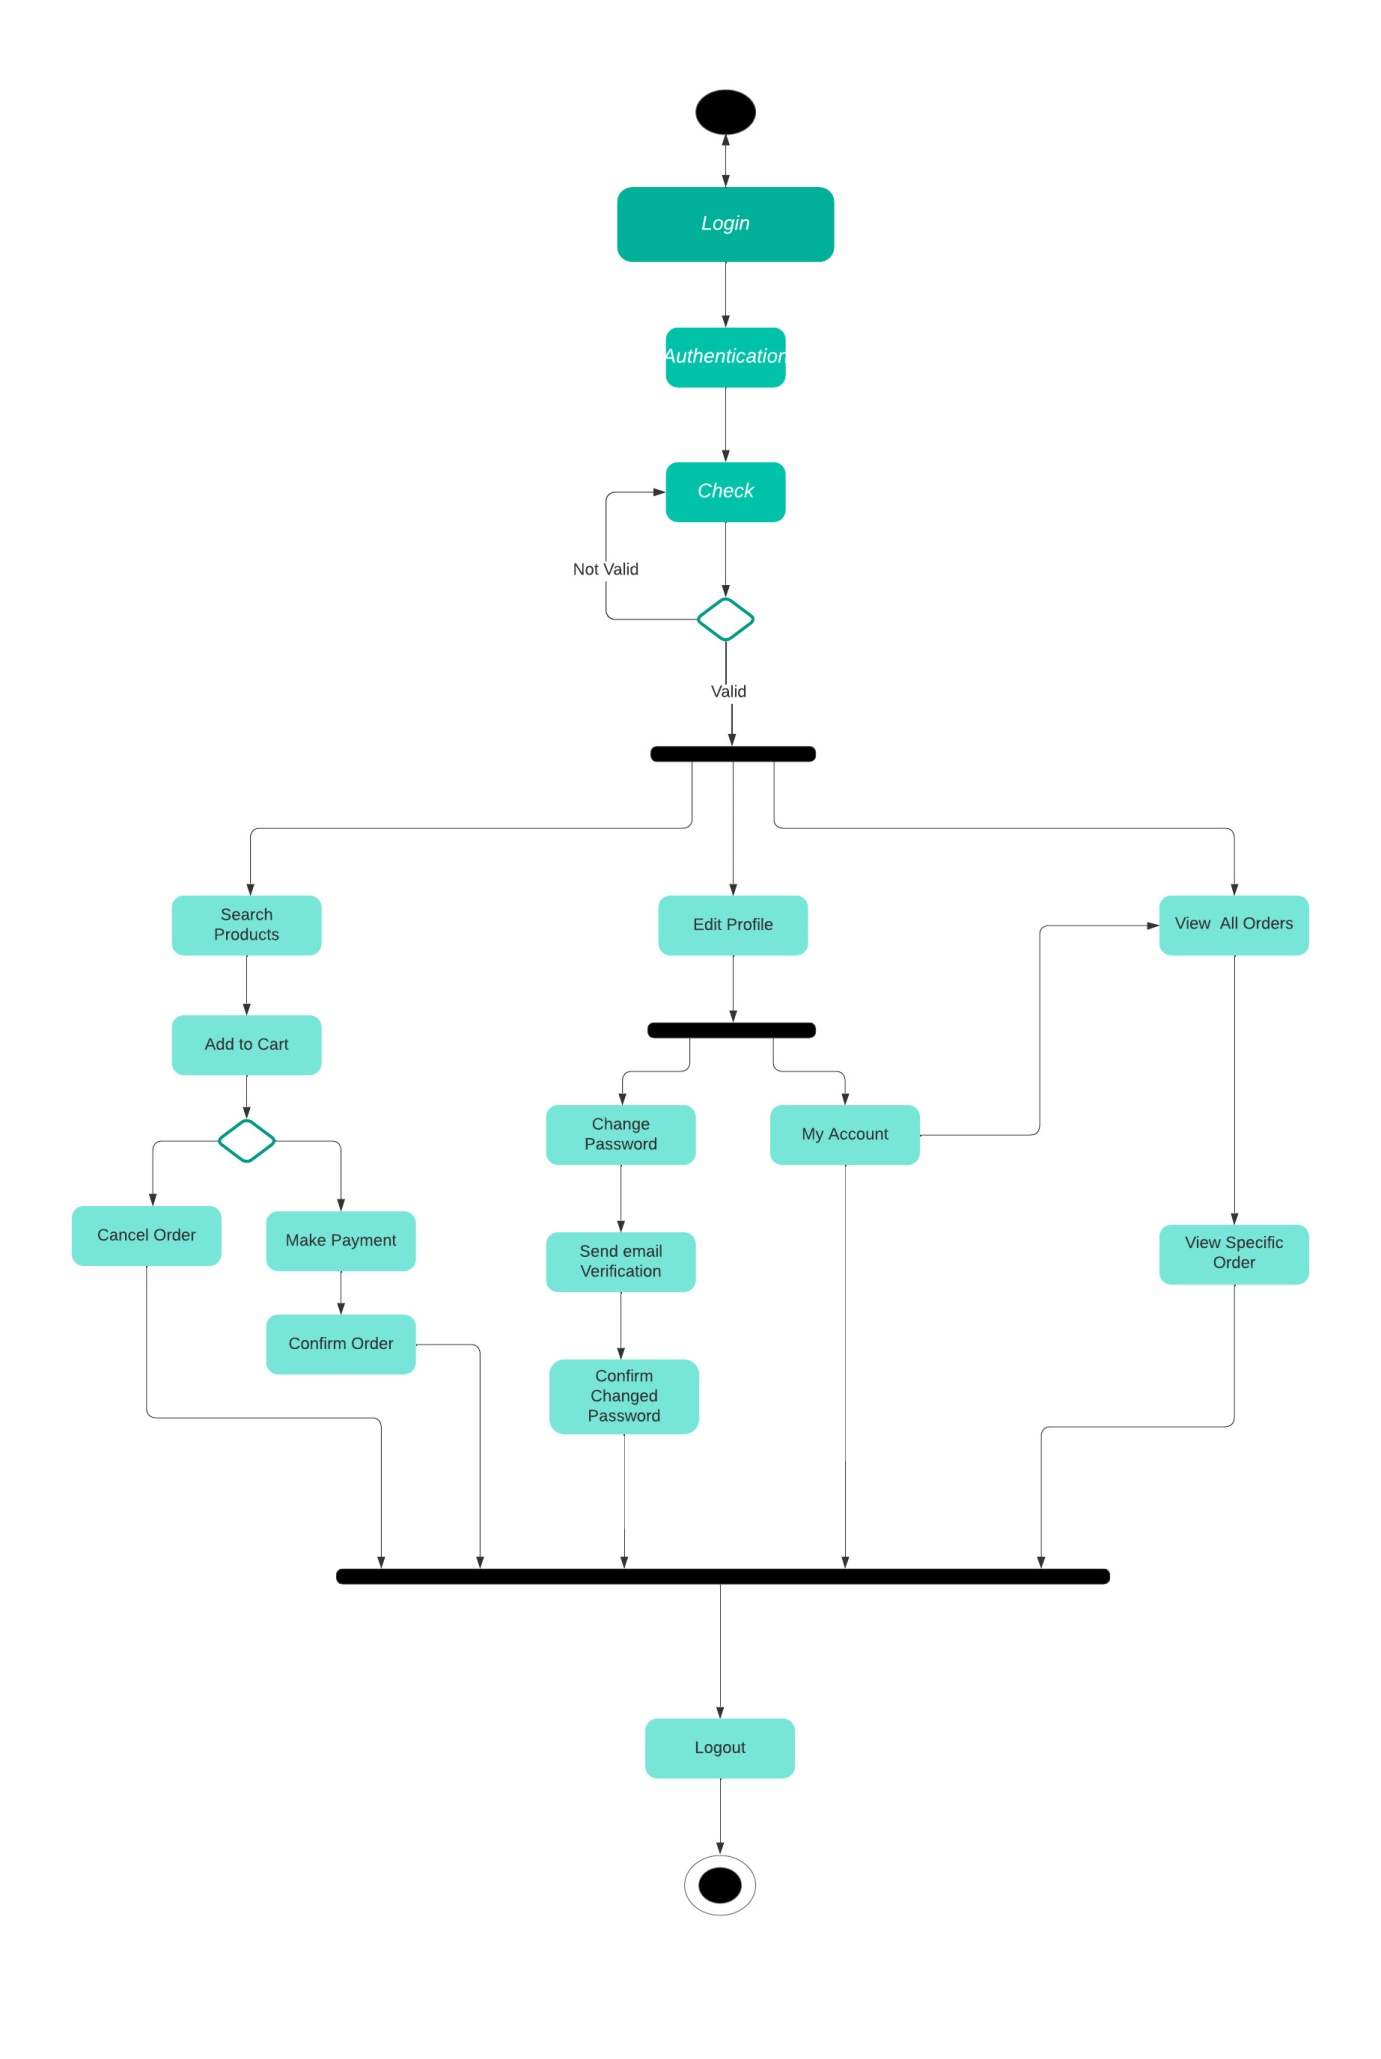 Login
Authentication
Check
Not Valid
Valid
Search
Products
Edit Profile
View  All Orders
Add to Cart
Change
Password
My Account
Cancel Order
Make Payment
Send email
Verification
View Specific
Order
Confirm Order
Confirm
Changed
Password
Logout